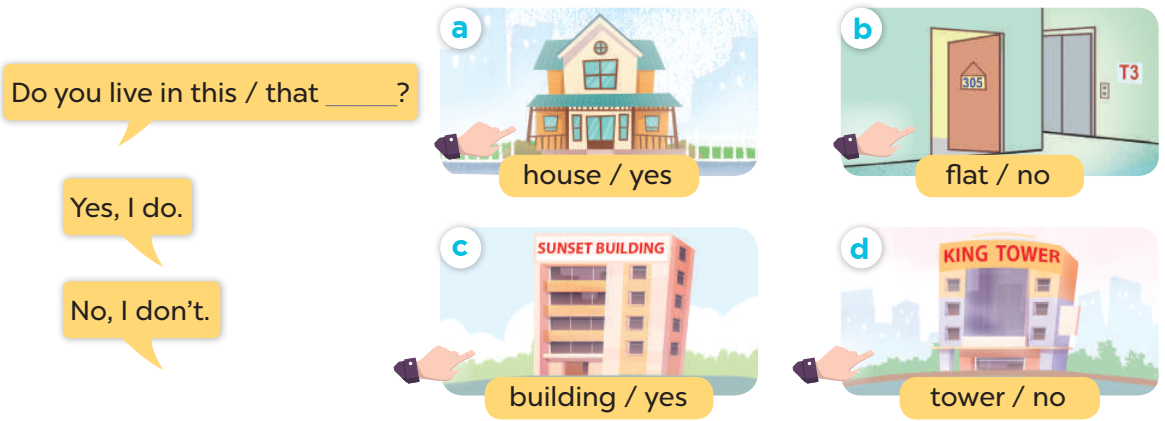 Do you live in this / that _____?
Yes, I do.
No, I don't.
a
house / yes
b
305
T3
flat / no
c
SUNSET BUILDING
building / yes
d
KING TOWER
tower / no